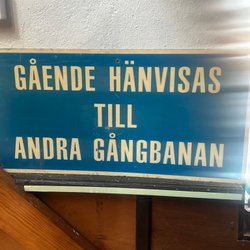 GÅENDE HÄNVISAS
TILL
ANDRA GÅNGBANAN